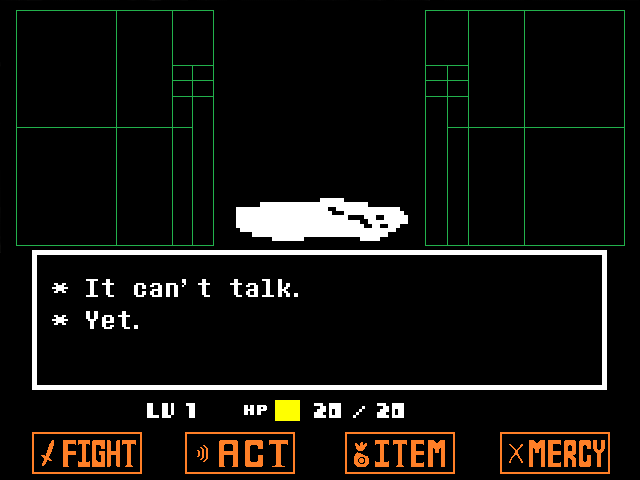 * It can't talk.
* Yet.
LV 1 HP 20 / 20
FIGHT ACT ITEM MERCY